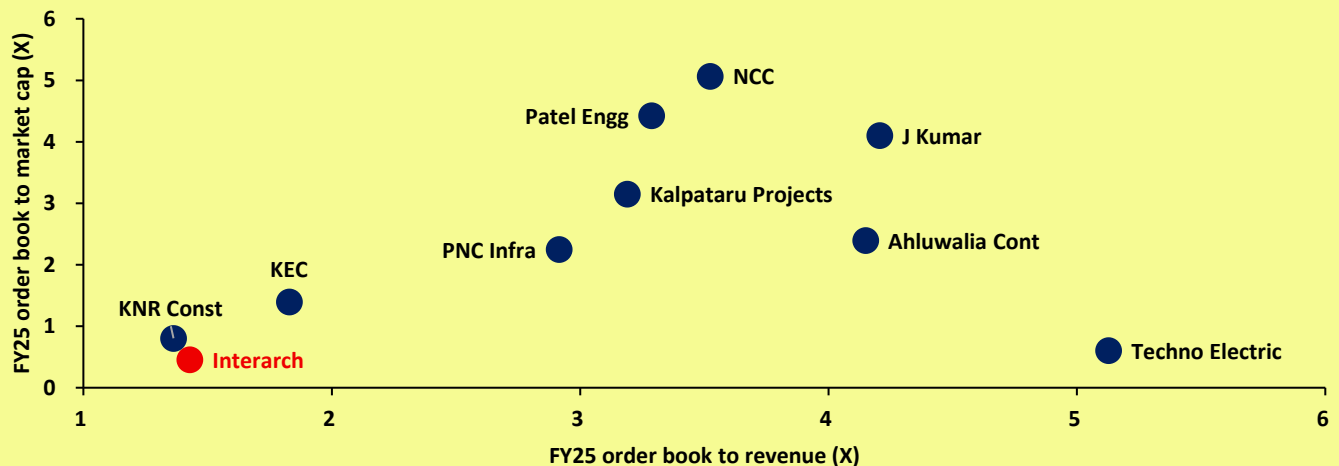 FY25 order book to market cap (X)
6
5
4
3
2
1
0
NCC
Patel Engg
J Kumar
Kalpataru Projects
Ahluwalia Cont
PNC Infra
KEC
KNR Const
Interarch
Techno Electric
1 2 3 4 5 6
FY25 order book to revenue (X)